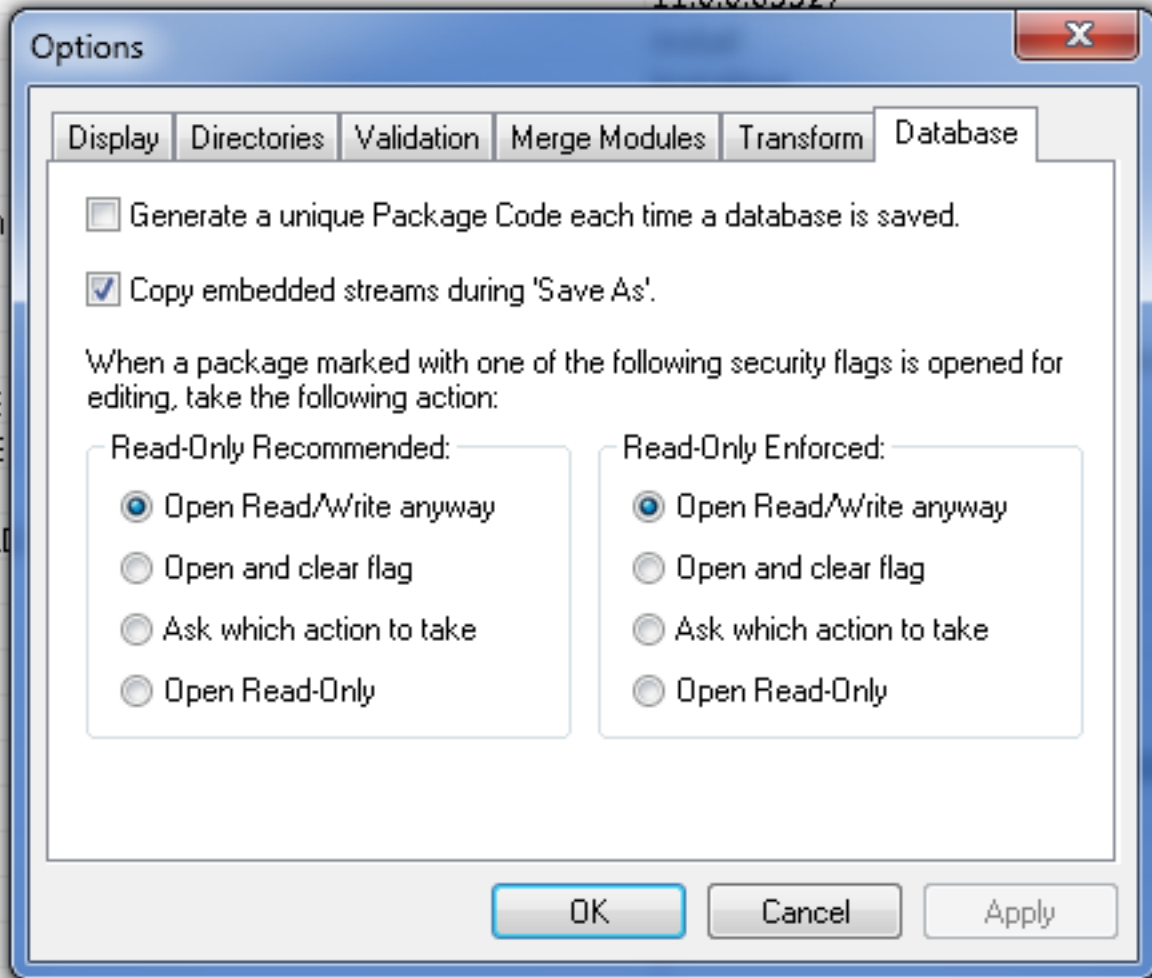 Options
Display Directories Validation Merge Modules Transform Database
Generate a unique Package Code each time a database is saved.
Copy embedded streams during 'Save As'.
When a package marked with one of the following security flags is opened for
editing, take the following action:
Read-Only Recommended:
Open Read/Write anyway
Open and clear flag
Ask which action to take
Open Read-Only
Read-Only Enforced:
Open Read/Write anyway
Open and clear flag
Ask which action to take
Open Read-Only
OK Cancel Apply